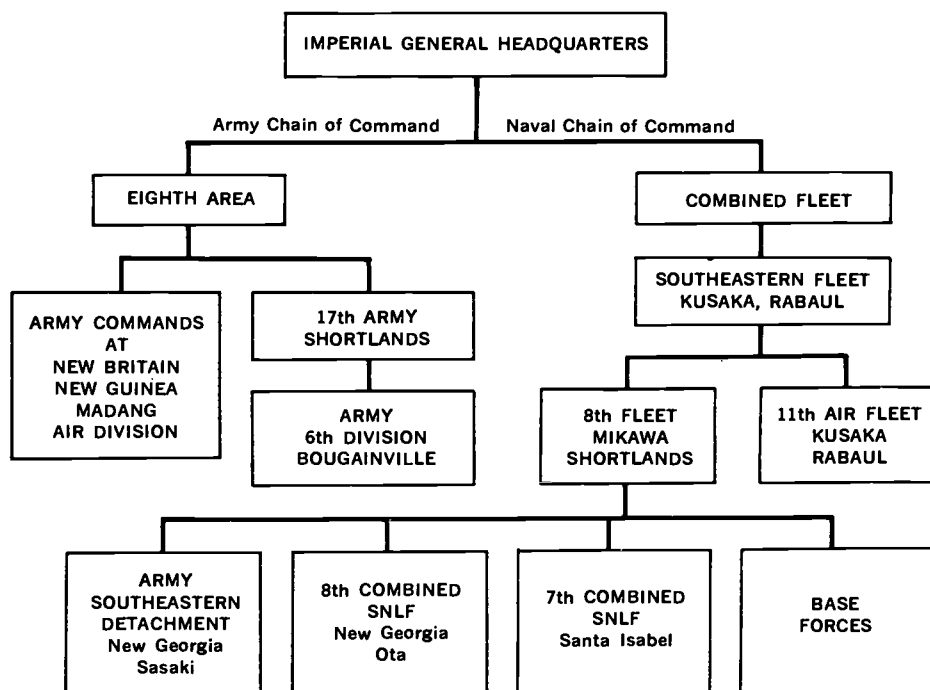 IMPERIAL GENERAL HEADQUARTERS
Army Chain of Command
Naval Chain of Command
EIGHTH AREA
COMBINED FLEET
ARMY COMMANDS
AT
NEW BRITAIN
NEW GUINEA
MADANG
AIR DIVISION
17th ARMY
SHORTLANDS
SOUTHEASTERN FLEET
KUSAKA, RABAUL
ARMY
6th DIVISION
BOUGAINVILLE
8th FLEET
MIKAWA
SHORTLANDS
11th AIR FLEET
KUSAKA
RABAUL
ARMY
SOUTHEASTERN
DETACHMENT
New Georgia
Sasaki
8th COMBINED
SNLF
New Georgia
Ota
7th COMBINED
SNLF
Santa Isabel
BASE
FORCES